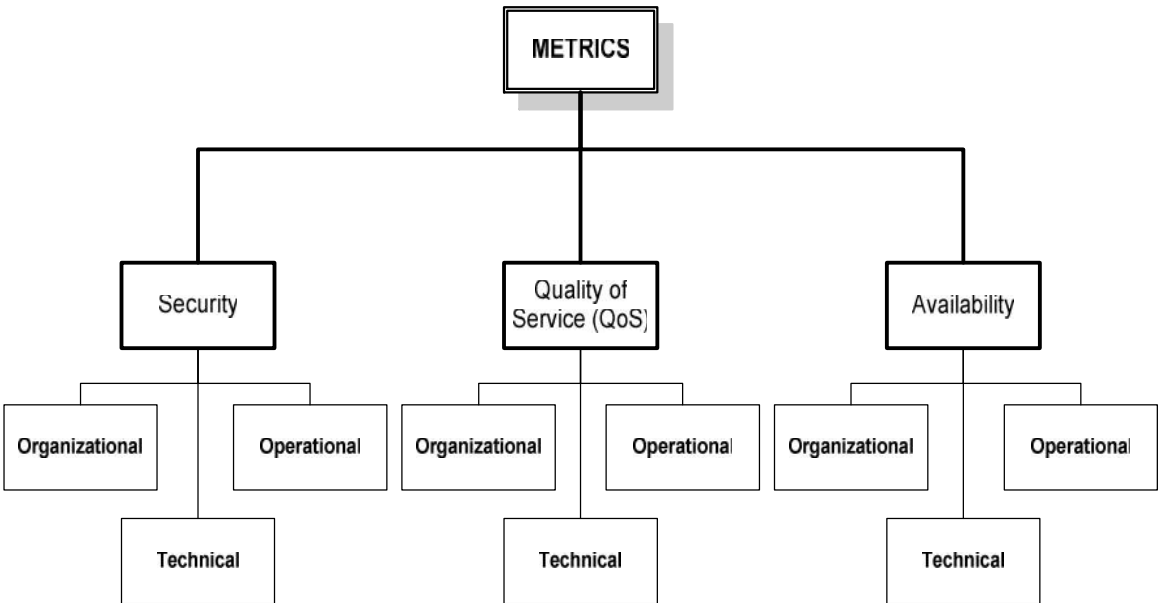 METRICS
Security
Quality of
Service (QoS)
Availability
Organizational
Operational
Organizational
Operational
Organizational
Operational
Technical
Technical
Technical